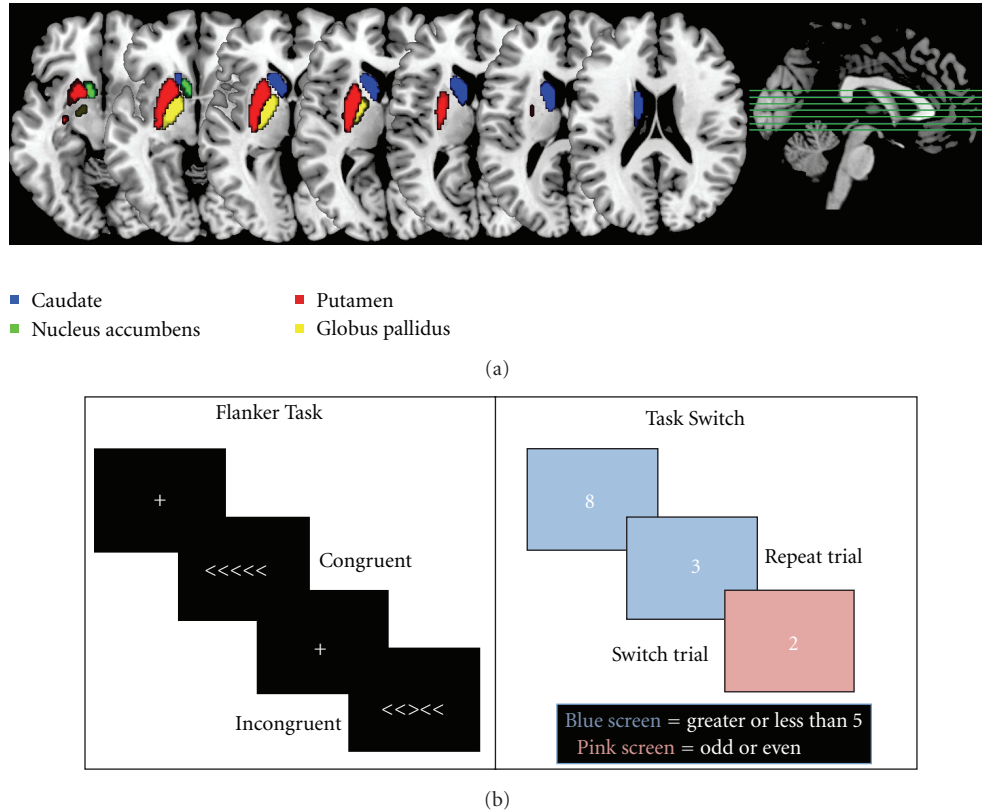 Caudate
Putamen
Nucleus accumbens
Globus pallidus
(a)
Flanker Task
+
<<<<<
Congruent
+
Incongruent
<<><<
Task Switch
8
3
Repeat trial
Switch trial
2
Blue screen = greater or less than 5
Pink screen = odd or even
(b)